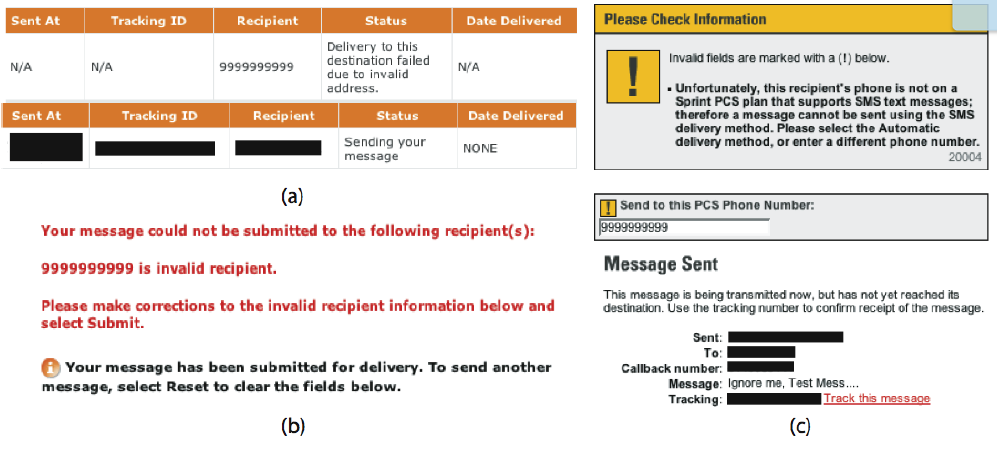 Sent At Tracking ID Recipient Status Date Delivered
N/A N/A 9999999999 Delivery to this
destination failed
due to invalid
address. N/A
Sent At Tracking ID Recipient Status Date Delivered
Sending your
message NONE
(a)
Your message could not be submitted to the following recipient(s):
9999999999 is invalid recipient.
Please make corrections to the invalid recipient information below and
select Submit.
Your message has been submitted for delivery. To send another
message, select Reset to clear the fields below.
(b)
Please Check Information
Invalid fields are marked with a (!) below.
▪ Unfortunately, this recipient's phone is not on a
Sprint PCS plan that supports SMS text messages;
therefore a message cannot be sent using the SMS
delivery method. Please select the Automatic
delivery method, or enter a different phone number.
20004
! Send to this PCS Phone Number:
9999999999
Message Sent
This message is being transmitted now, but has not yet reached its
destination. Use the tracking number to confirm receipt of the message.
Sent:
To:
Callback number:
Message: Ignore me, Test Mess....
Tracking: Track this message
(c)